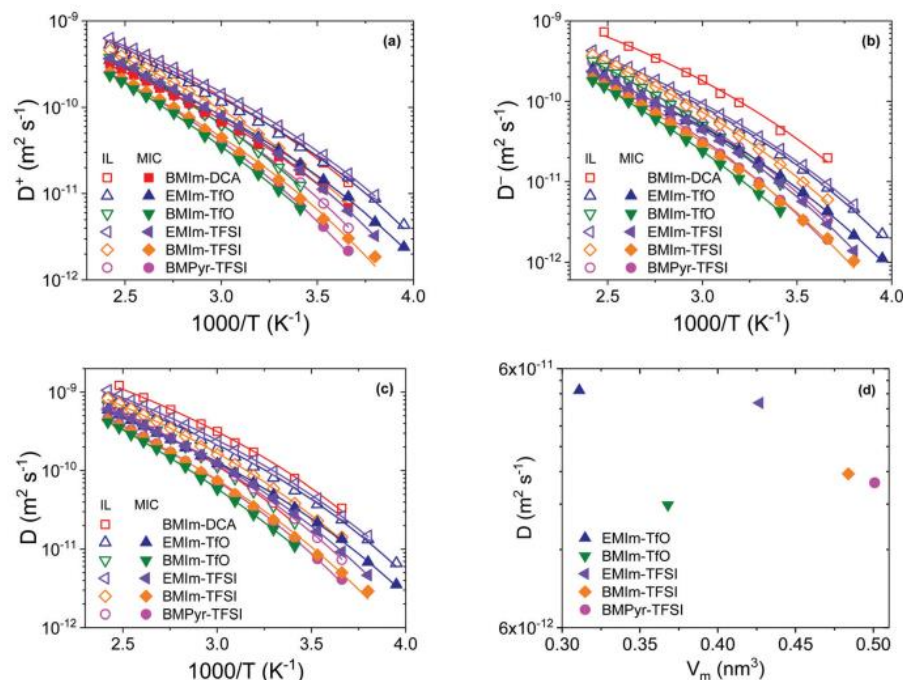 (a)
10⁻⁹
10⁻¹⁰
10⁻¹¹
10⁻¹²
D⁺ (m² s⁻¹)
IL MIC
BMIm-DCA
EMIm-TfO
BMIm-TfO
EMIm-TFSI
BMIm-TFSI
BMPyr-TFSI
2.5 3.0 3.5 4.0
1000/T (K⁻¹)
(b)
10⁻⁹
10⁻¹⁰
10⁻¹¹
10⁻¹²
D⁻ (m² s⁻¹)
IL MIC
BMIm-DCA
EMIm-TfO
BMIm-TfO
EMIm-TFSI
BMIm-TFSI
BMPyr-TFSI
2.5 3.0 3.5 4.0
1000/T (K⁻¹)
(c)
10⁻⁹
10⁻¹⁰
10⁻¹¹
10⁻¹²
D (m² s⁻¹)
IL MIC
BMIm-DCA
EMIm-TfO
BMIm-TfO
EMIm-TFSI
BMIm-TFSI
BMPyr-TFSI
2.5 3.0 3.5 4.0
1000/T (K⁻¹)
(d)
6x10⁻¹¹
6x10⁻¹²
D (m² s⁻¹)
EMIm-TfO
BMIm-TfO
EMIm-TFSI
BMIm-TFSI
BMPyr-TFSI
0.30 0.35 0.40 0.45 0.50
Vₘ (nm³)